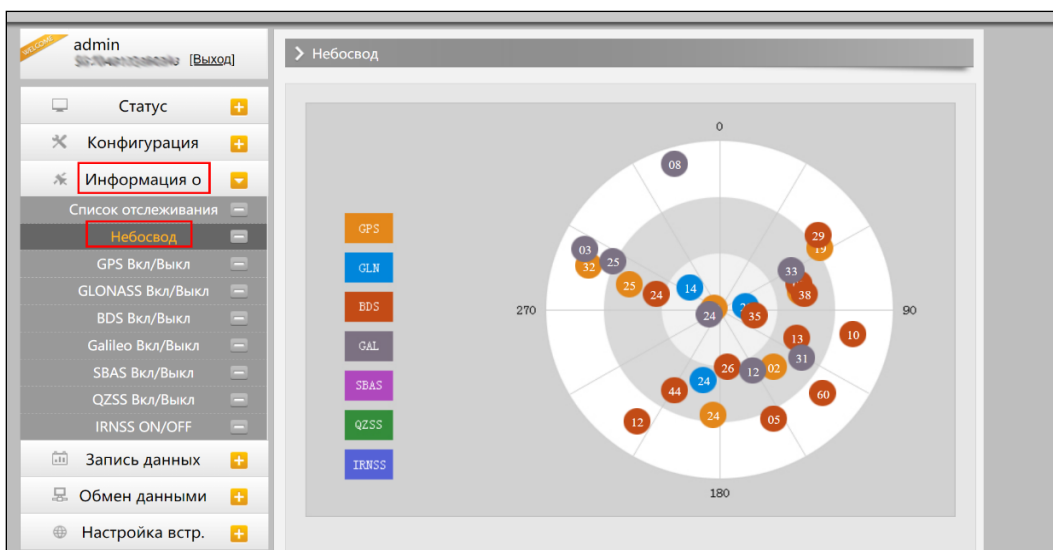 WELCOME
admin
[Выход]
Статус
Конфигурация
Информация о
Список отслеживания
Небосвод
GPS Вкл/Выкл
GLONASS Вкл/Выкл
BDS Вкл/Выкл
Galileo Вкл/Выкл
SBAS Вкл/Выкл
QZSS Вкл/Выкл
IRNSS ON/OFF
Запись данных
Обмен данными
Настройка встр.
Небосвод
GPS
GLN
BDS
GAL
SBAS
QZSS
IRNSS
0
08
29
19
03
32
25
33
25
24
14
38
270
24
35
90
13
10
31
26
12
02
24
44
60
12
24
05
180